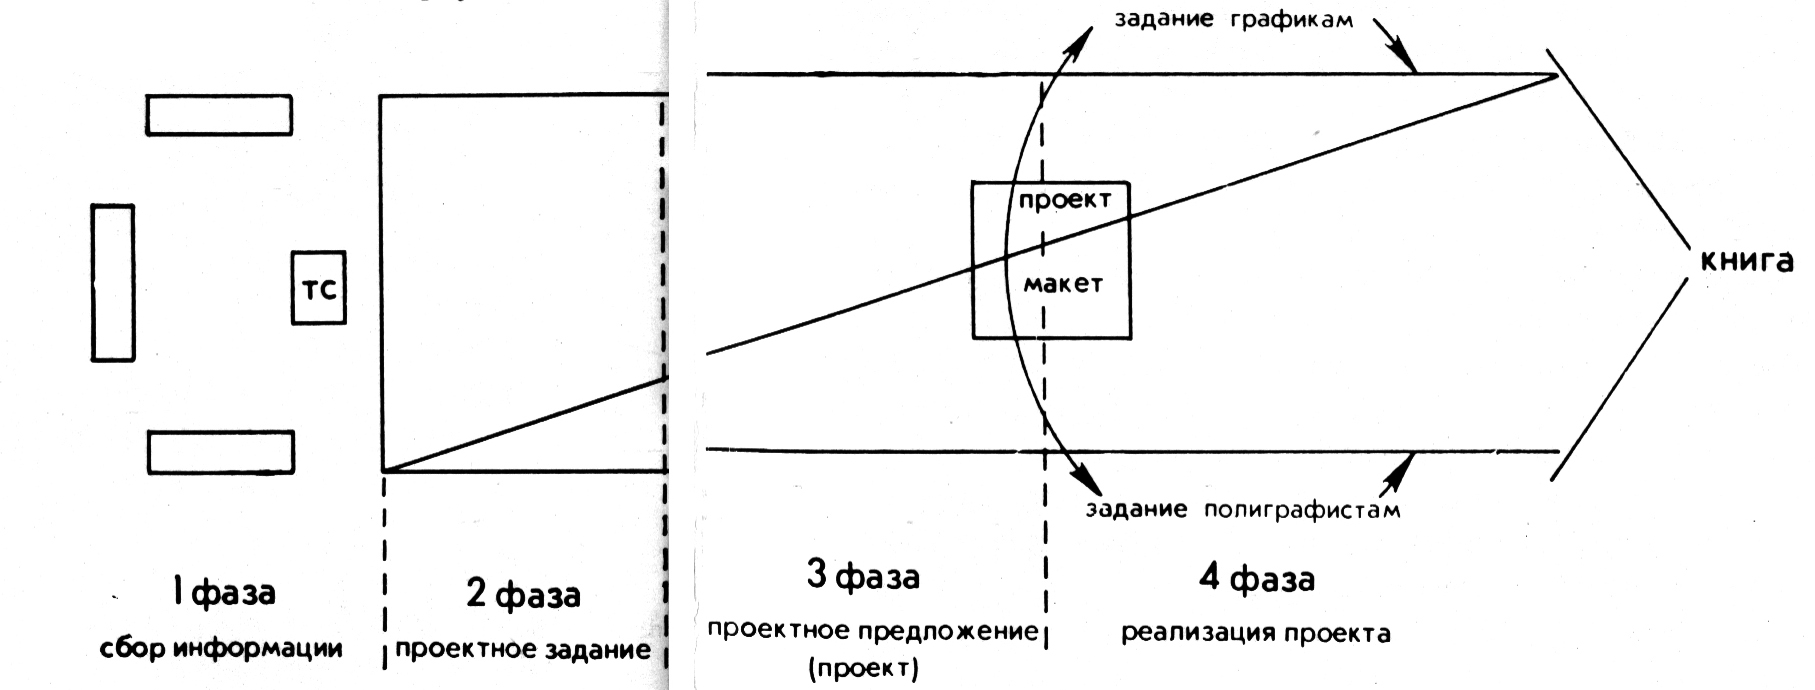 задание графикам
ТС
проект
макет
книга
задание полиграфистам
1 фаза
сбор информации
2 фаза
проектное задание
3 фаза
проектное предложение
(проект)
4 фаза
реализация проекта